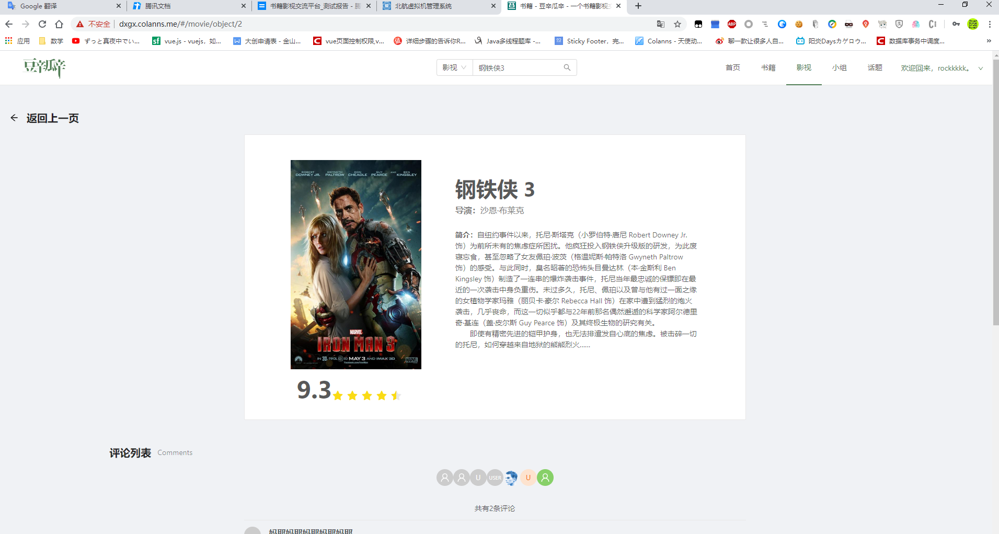 Google 翻译
腾讯文档
书籍影视交流平台_测试报告 - 腾
北航虚拟机管理系统
书籍 - 豆辛瓜辛 - 一个书籍影视交
不安全 dxgx.colanns.me/#/movie/object/2
应用
数学
ずっと真夜中でい...
vue.js - vuejs，如...
大创申请表 - 金山...
vue页面控制权限,v...
详细步骤的告诉你R...
Java多线程题库 -...
Sticky Footer，完...
Colanns - 天使动...
聊一款让很多人自...
阳炎Daysカゲロウ...
数据库事务中调度...
»
豆辛瓜辛
影视 钢铁侠3
首页 书籍 影视 小组 话题 欢迎回来，rockkkkk。
返回上一页
ROBERT DOWNEY JR. GWYNETH PALTROW DON CHEADLE GUY PEARCE AND BEN KINGSLEY
MARVEL
IRON MAN 3
IN 3D, REAL D 3D MAY 3 AND IMAX 3D
MARVEL
钢铁侠 3
导演：沙恩·布莱克
简介：自纽约事件以来，托尼·斯塔克（小罗伯特·唐尼 Robert Downey Jr.
饰）为前所未有的焦虑症所困扰。他疯狂投入钢铁侠升级版的研发，为此废
寝忘食，甚至忽略了女友佩珀·波茨（格温妮斯·帕特洛 Gwyneth Paltrow
饰）的感受。与此同时，臭名昭著的恐怖头目曼达林（本·金斯利 Ben
Kingsley 饰）制造了一连串的爆炸袭击事件，托尼当年最忠诚的保镖即在最
近的一次袭击中身负重伤。未过多久，托尼、佩珀以及曾与他有过一面之缘
的女植物学家玛雅（丽贝卡·豪尔 Rebecca Hall 饰）在家中遭到猛烈的炮火
袭击，几乎丧命，而这一切似乎都与22年前那名偶然邂逅的科学家阿尔德里
奇·基连（盖·皮尔斯 Guy Pearce 饰）及其终极生物的研究有关。
即使有精密先进的铠甲护身，也无法排遣发自心底的焦虑。被击碎一切
的托尼，如何穿越来自地狱的熊熊烈火......
9.3
评论列表 Comments
U USER U
共有2条评论
妈耶妈耶妈耶妈耶妈耶